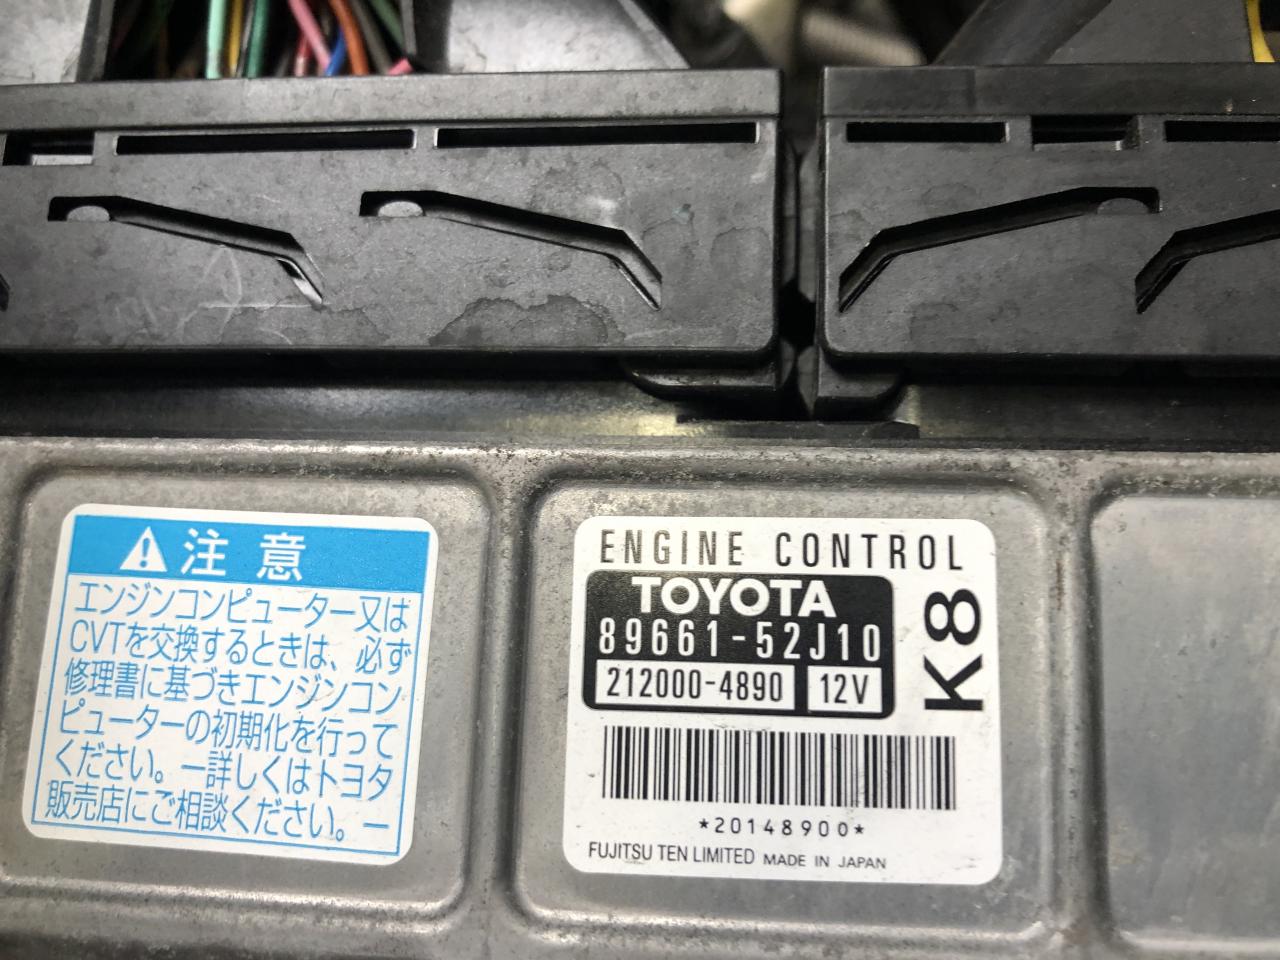 注意
エンジンコンピューター又は
CVTを交換するときは、必ず
修理書に基づきエンジンコン
ピューターの初期化を行って
ください。ー詳しくはトヨタ
販売店にご相談ください。ー
ENGINE CONTROL
TOYOTA
89661-52J10
212000-4890 12V
K8
*20148900*
FUJITSU TEN LIMITED MADE IN JAPAN